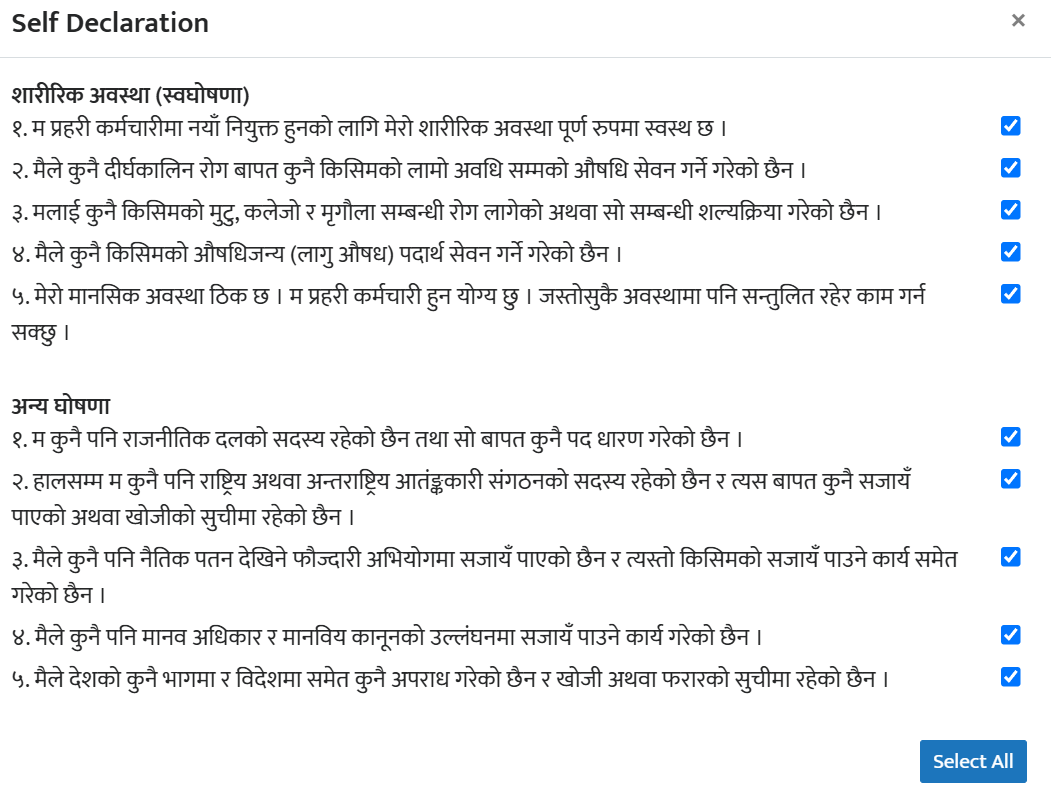 Self Declaration
×
शारीरिक अवस्था (स्वघोषणा)
१. म प्रहरी कर्मचारीमा नयाँ नियुक्त हुनको लागि मेरो शारीरिक अवस्था पूर्ण रुपमा स्वस्थ छ ।
२. मैले कुनै दीर्घकालिन रोग बापत कुनै किसिमको लामो अवधि सम्मको औषधि सेवन गर्ने गरेको छैन ।
३. मलाई कुनै किसिमको मुटु, कलेजो र मृगौला सम्बन्धी रोग लागेको अथवा सो सम्बन्धी शल्यक्रिया गरेको छैन ।
४. मैले कुनै किसिमको औषधिजन्य (लागु औषध) पदार्थ सेवन गर्ने गरेको छैन ।
५. मेरो मानसिक अवस्था ठिक छ । म प्रहरी कर्मचारी हुन योग्य छु । जस्तोसुकै अवस्थामा पनि सन्तुलित रहेर काम गर्न
सक्छु ।
अन्य घोषणा
१. म कुनै पनि राजनीतिक दलको सदस्य रहेको छैन तथा सो बापत कुनै पद धारण गरेको छैन ।
२. हालसम्म म कुनै पनि राष्ट्रिय अथवा अन्तराष्ट्रिय आतंङ्ककारी संगठनको सदस्य रहेको छैन र त्यस बापत कुनै सजायँ
पाएको अथवा खोजीको सुचीमा रहेको छैन ।
३. मैले कुनै पनि नैतिक पतन देखिने फौज्दारी अभियोगमा सजायँ पाएको छैन र त्यस्तो किसिमको सजायँ पाउने कार्य समेत
गरेको छैन ।
४. मैले कुनै पनि मानव अधिकार र मानविय कानूनको उल्लंघनमा सजायँ पाउने कार्य गरेको छैन ।
५. मैले देशको कुनै भागमा र विदेशमा समेत कुनै अपराध गरेको छैन र खोजी अथवा फरारको सुचीमा रहेको छैन ।
Select All